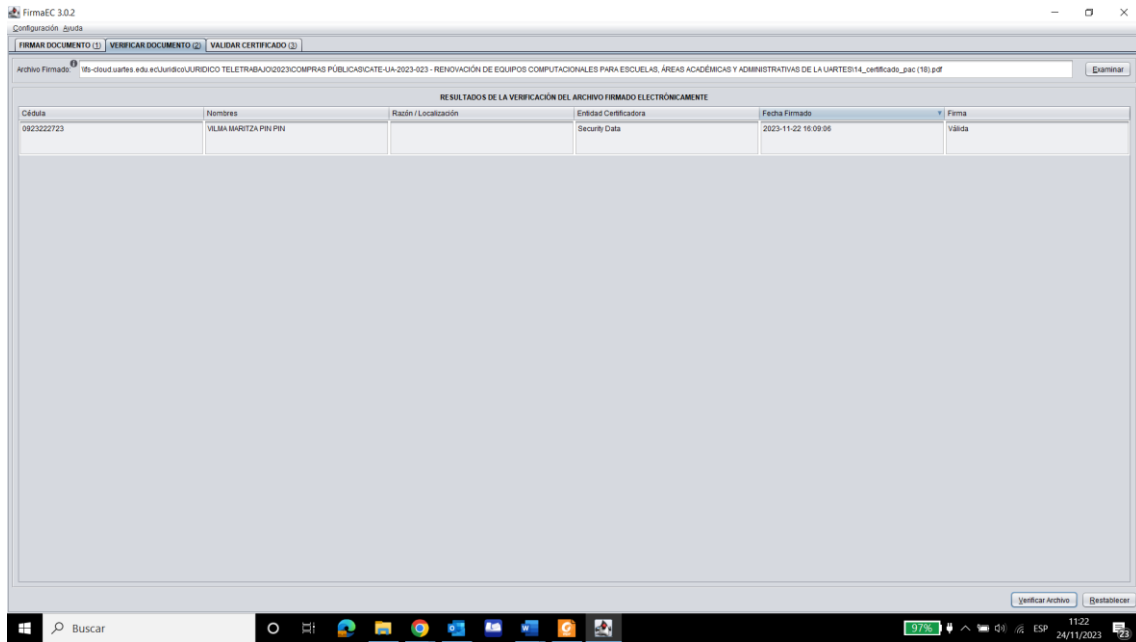 FirmaEC 3.0.2
Configuración Ayuda
FIRMAR DOCUMENTO (1) VERIFICAR DOCUMENTO (2) VALIDAR CERTIFICADO (3)
Archivo Firmado: \\fs-cloud.uartes.edu.ec\Juridico\JURIDICO TELETRABAJO\2023\COMPRAS PÚBLICAS\CATE-UA-2023-023 - RENOVACIÓN DE EQUIPOS COMPUTACIONALES PARA ESCUELAS, ÁREAS ACADÉMICAS Y ADMINISTRATIVAS DE LA UARTES\14_certificado_pac (18).pdf Examinar
RESULTADOS DE LA VERIFICACIÓN DEL ARCHIVO FIRMADO ELECTRÓNICAMENTE
Cédula Nombres Razón / Localización Entidad Certificadora Fecha Firmado Firma
0923222723 VILMA MARITZA PIN PIN Security Data 2023-11-22 16:09:06 Válida
Verificar Archivo Restablecer
Buscar 97% ESP 11:22
24/11/2023 23